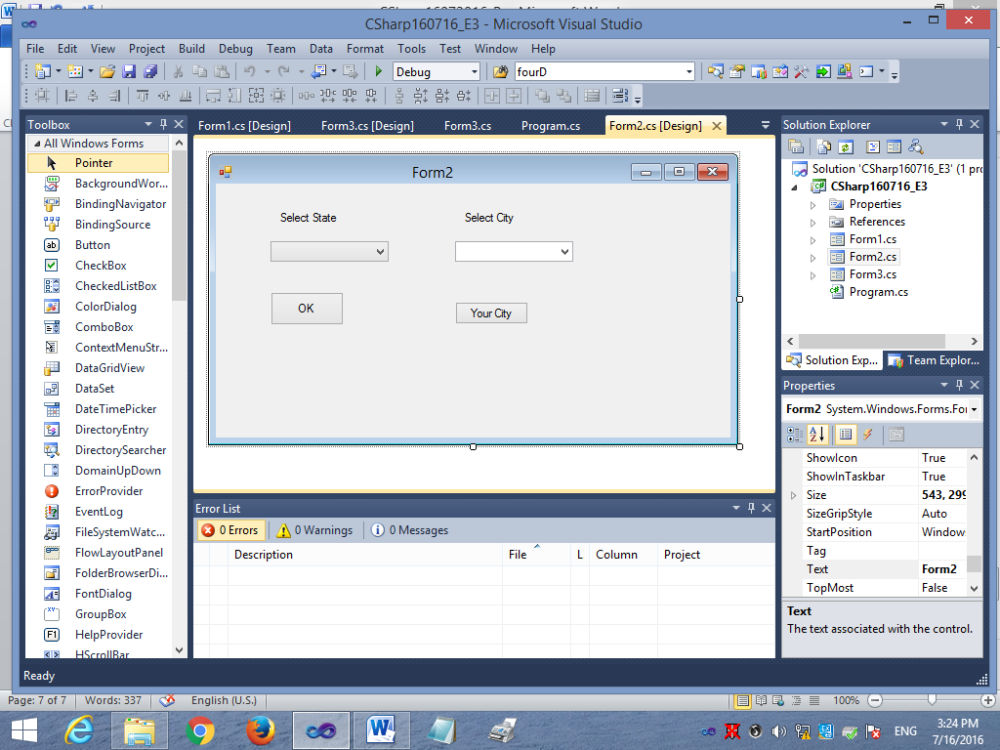 CSharp160716_E3 - Microsoft Visual Studio
File Edit View Project Build Debug Team Data Format Tools Test Window Help
Debug fourD
Toolbox
All Windows Forms
Pointer
BackgroundWor...
BindingNavigator
BindingSource
Button
CheckBox
CheckedListBox
ColorDialog
ComboBox
ContextMenuStr...
DataGridView
DataSet
DateTimePicker
DirectoryEntry
DirectorySearcher
DomainUpDown
ErrorProvider
EventLog
FileSystemWatc...
FlowLayoutPanel
FolderBrowserDi...
FontDialog
GroupBox
HelpProvider
HScrollBar
Form1.cs [Design] Form3.cs [Design] Form3.cs Program.cs Form2.cs [Design]
Form2
Select State Select City
OK Your City
Error List
0 Errors 0 Warnings 0 Messages
Description File L Column Project
Solution Explorer
Solution 'CSharp160716_E3' (1 pro
CSharp160716_E3
Properties
References
Form1.cs
Form2.cs
Form3.cs
Program.cs
Solution Exp... Team Explor...
Properties
Form2 System.Windows.Forms.For
ShowIcon True
ShowInTaskbar True
Size 543, 299
SizeGripStyle Auto
StartPosition Windows
Tag
Text Form2
TopMost False
Text
The text associated with the control.
Ready
Page: 7 of 7 Words: 337 English (U.S.) 100%
ENG
3:24 PM
7/16/2016